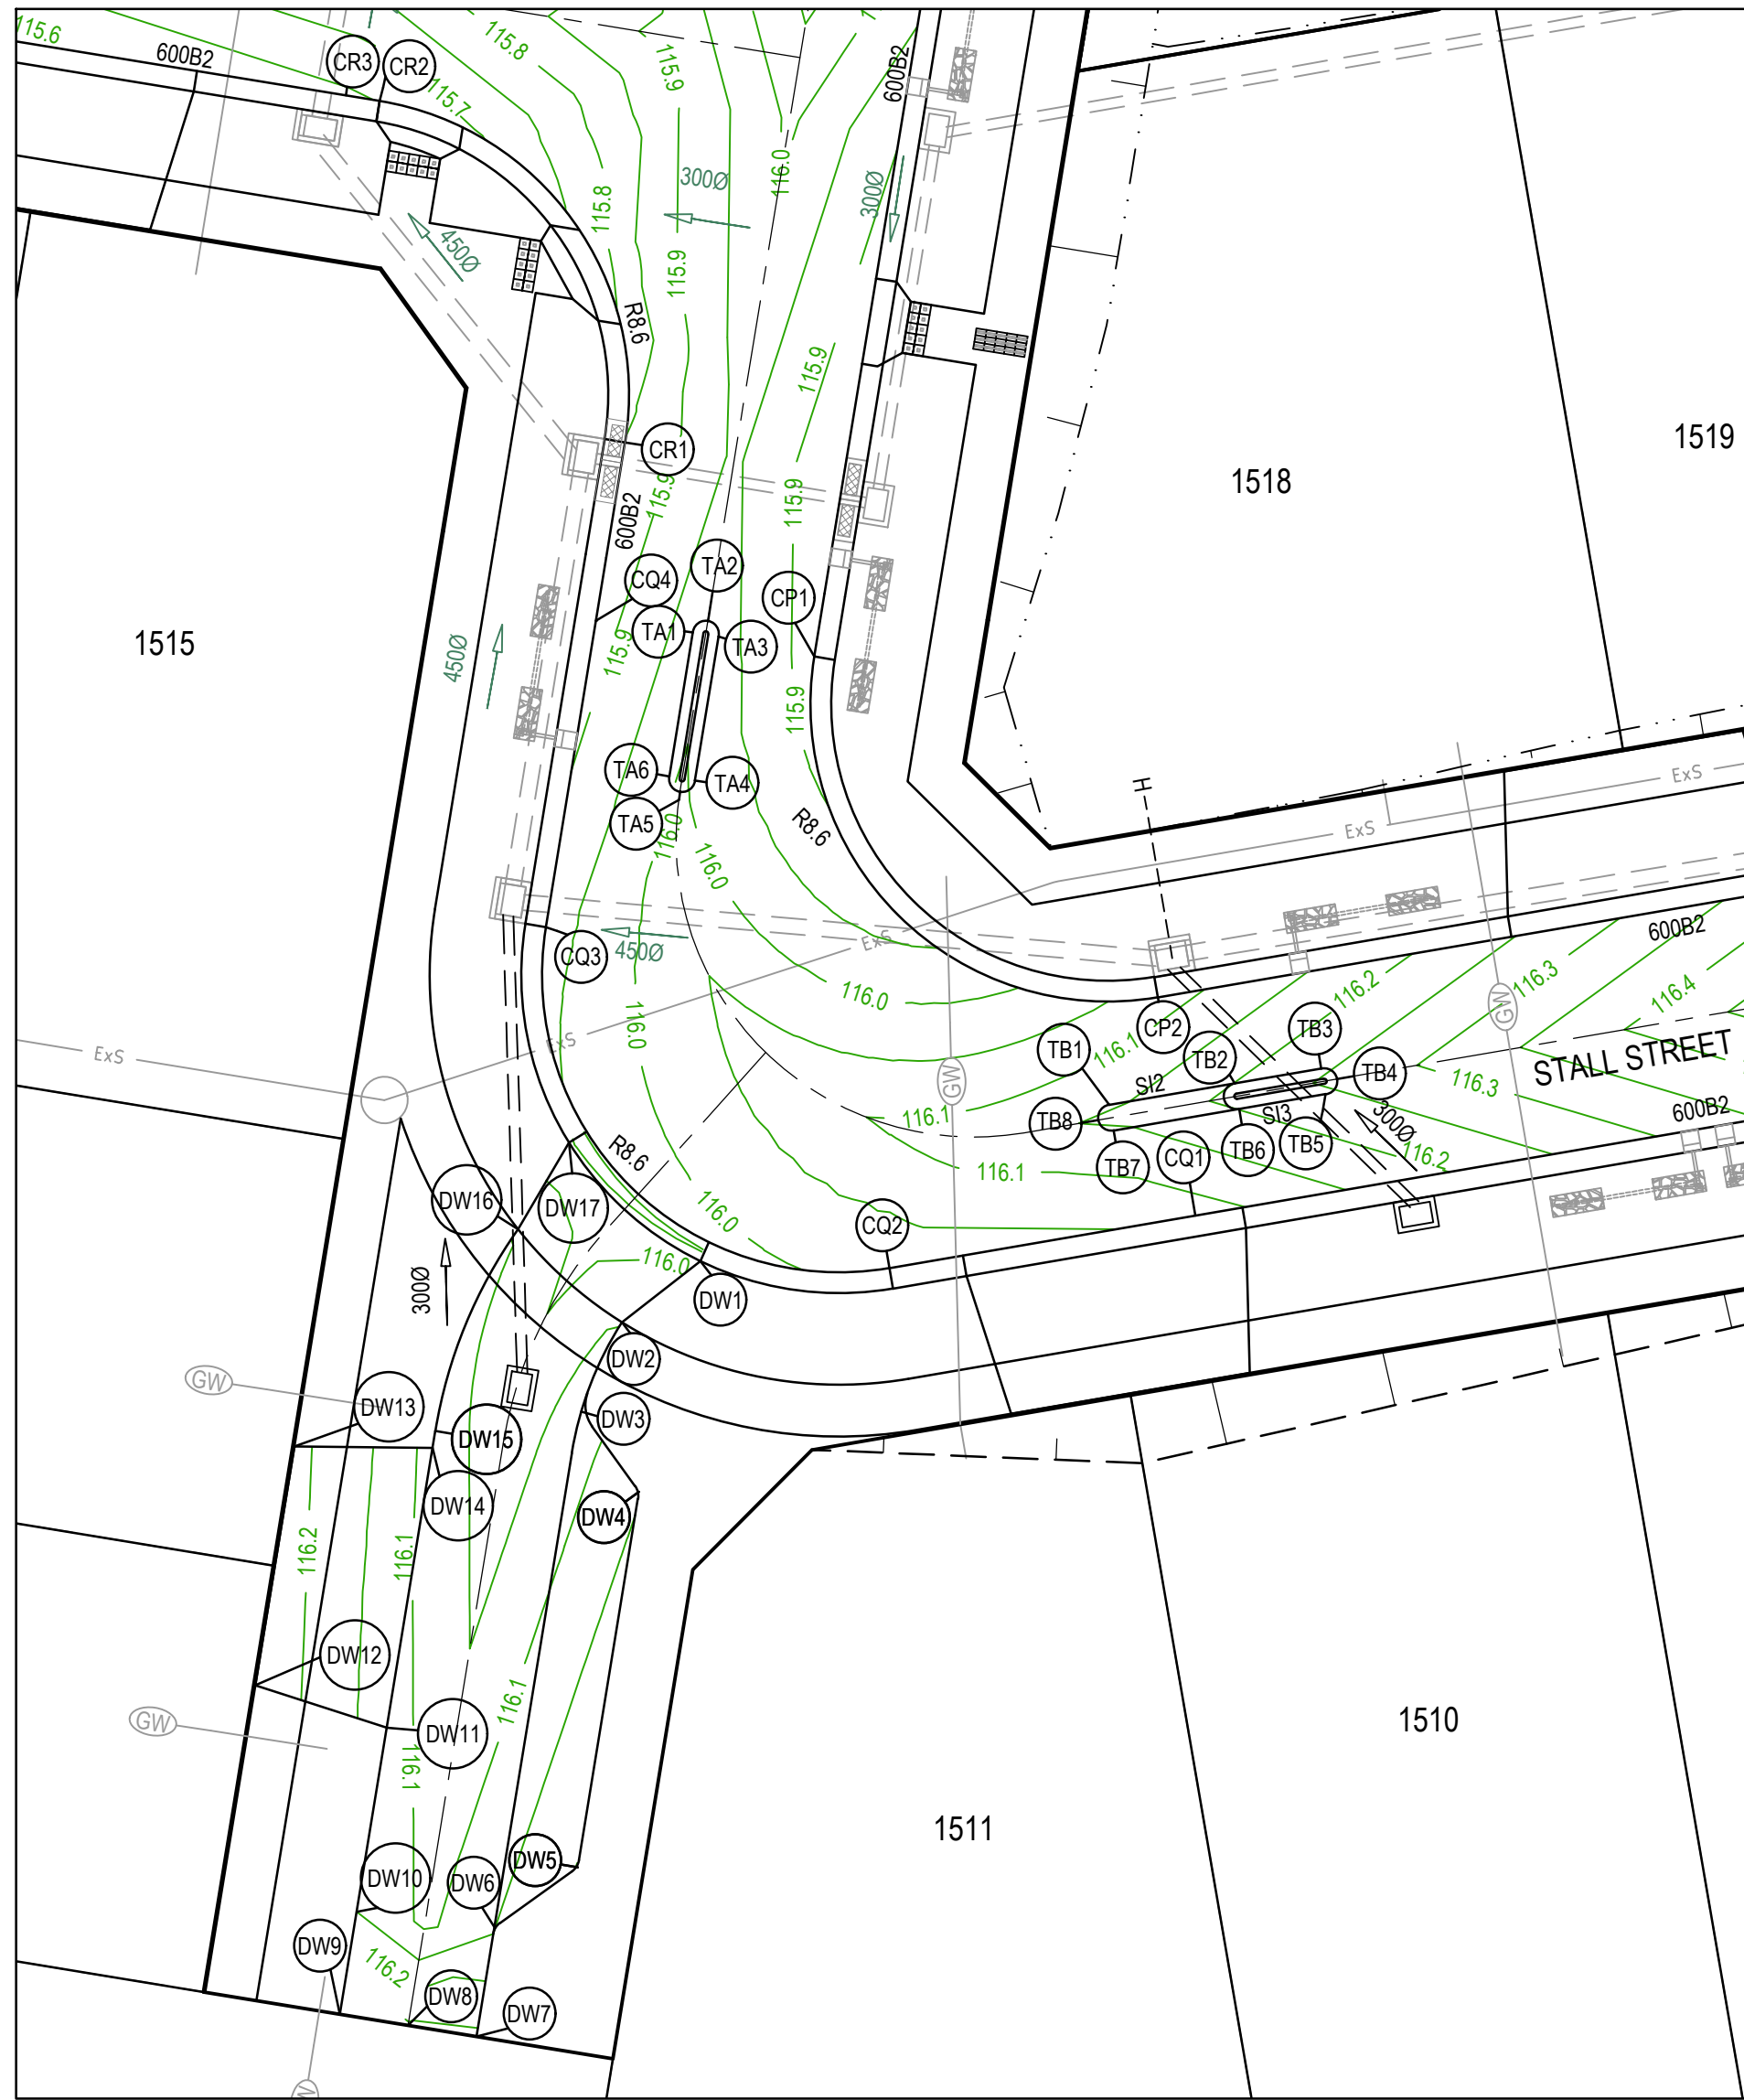 115.6
600B2
CR3
CR2
115.7
115.8
115.9
600B2
116.0
300Ø
300Ø
115.8
450Ø
115.9
R8.6
115.9
1519
1518
CR1
115.9
115.9
600B2
TA2
CQ4
CP1
TA1
TA3
115.9
1515
450Ø
115.9
TA6
TA4
TA5
R8.6
116.0
116.0
ExS
ExS
H
600B2
ExS
450Ø
CQ3
116.0
116.0
GW
116.2
116.3
116.4
CP2
TB3
TB1
TB2
116.1
STALL STREET
ExS
ExS
GW
SI2
TB4
116.3
SI3
300Ø
600B2
116.1
TB8
TB7
TB6
TB5
116.2
CQ1
116.1
R8.6
DW16
DW17
116.0
CQ2
116.0
DW1
300Ø
DW2
GW
DW13
DW3
DW15
DW14
DW4
116.2
116.1
DW12
116.1
GW
DW11
116.1
1510
1511
DW10
DW6
DW5
DW9
116.2
DW8
DW7